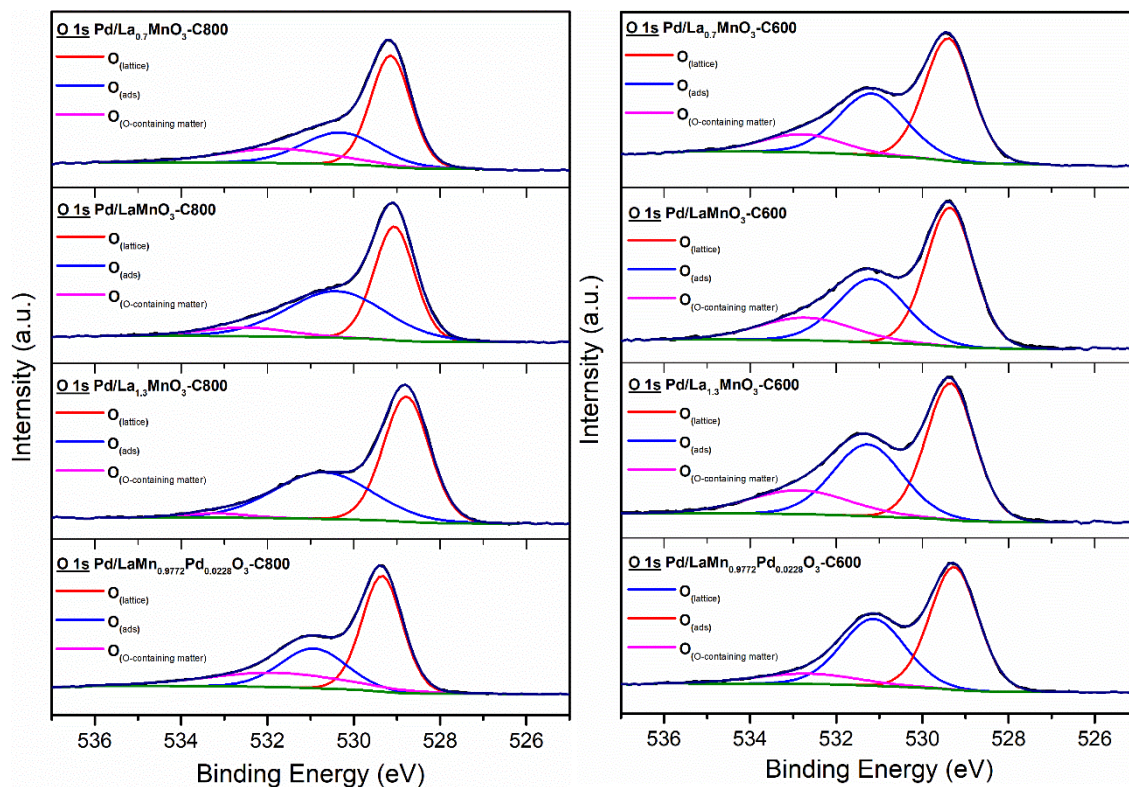 O 1s Pd/La0.7MnO3-C800
O(lattice)
O(ads)
O(O-containing matter)
O 1s Pd/LaMnO3-C800
O(lattice)
O(ads)
O(O-containing matter)
O 1s Pd/La1.3MnO3-C800
O(lattice)
O(ads)
O(O-containing matter)
O 1s Pd/LaMn0.9772Pd0.0228O3-C800
O(lattice)
O(ads)
O(O-containing matter)
Internsity (a.u.)
536 534 532 530 528 526
Binding Energy (eV)
O 1s Pd/La0.7MnO3-C600
O(lattice)
O(ads)
O(O-containing matter)
O 1s Pd/LaMnO3-C600
O(lattice)
O(ads)
O(O-containing matter)
O 1s Pd/La1.3MnO3-C600
O(lattice)
O(ads)
O(O-containing matter)
O 1s Pd/LaMn0.9772Pd0.0228O3-C600
O(lattice)
O(ads)
O(O-containing matter)
Internsity (a.u.)
536 534 532 530 528 526
Binding Energy (eV)